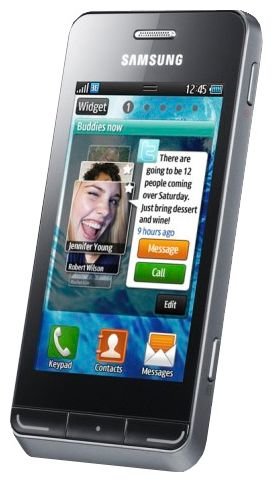 SAMSUNG
3G
12:45
Widget
1
Buddies now
There are
going to be 12
people coming
over Saturday.
Just bring dessert
and wine!
9 hours ago
Message
Call
Jennifer Young
Robert Wilson
Edit
Keypad
Contacts
Messages